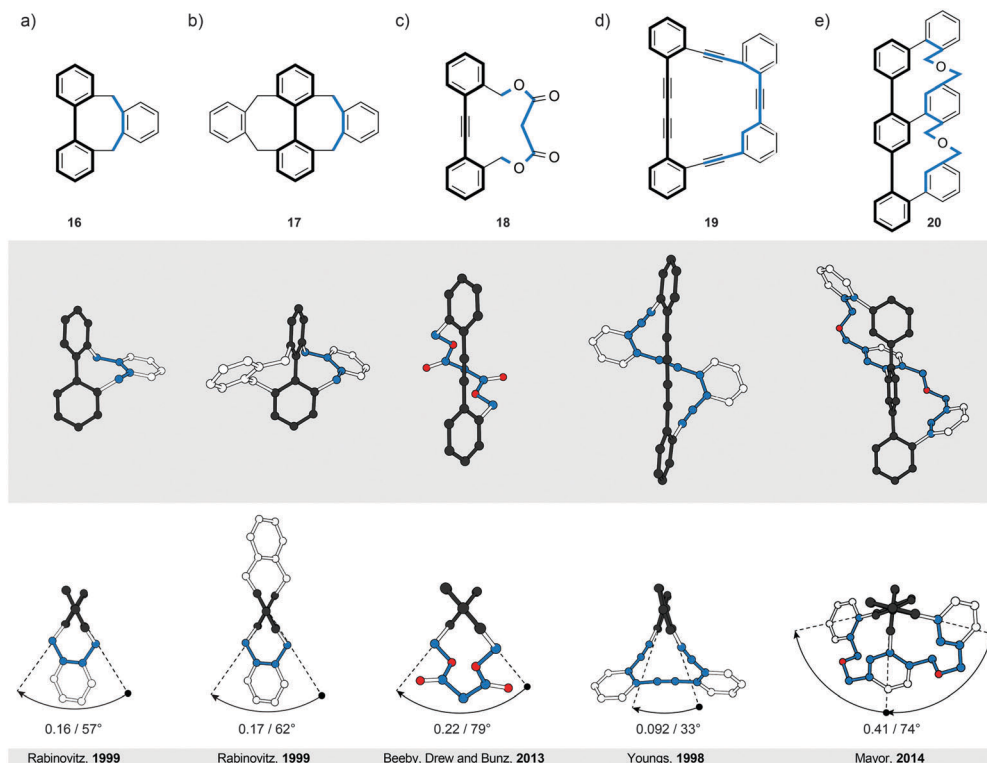 a) b) c) d) e)
O O
O O
O
O
16 17 18 19 20
0.16 / 57° 0.17 / 62° 0.22 / 79° 0.092 / 33° 0.41 / 74°
Rabinovitz, 1999 Rabinovitz, 1999 Beeby, Drew and Bunz, 2013 Youngs, 1998 Mayor, 2014